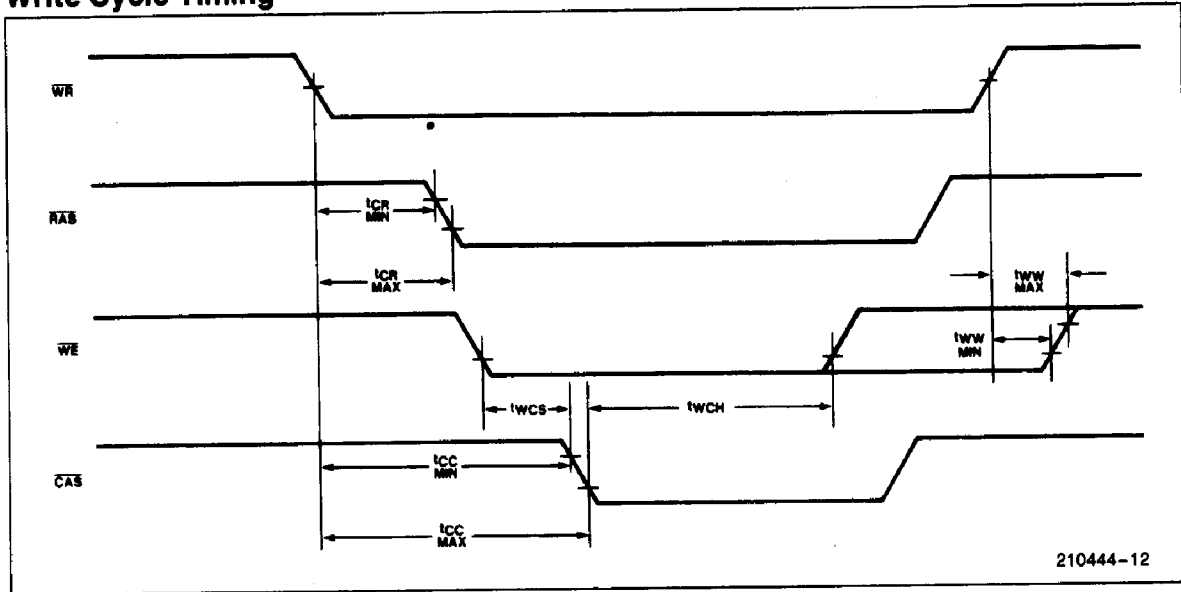 Write Cycle Timing
WR
RAS
tCR
MIN
tCR
MAX
tWW
MAX
WE
tWW
MIN
tWCS
tWCH
CAS
tCC
MIN
tCC
MAX
210444-12